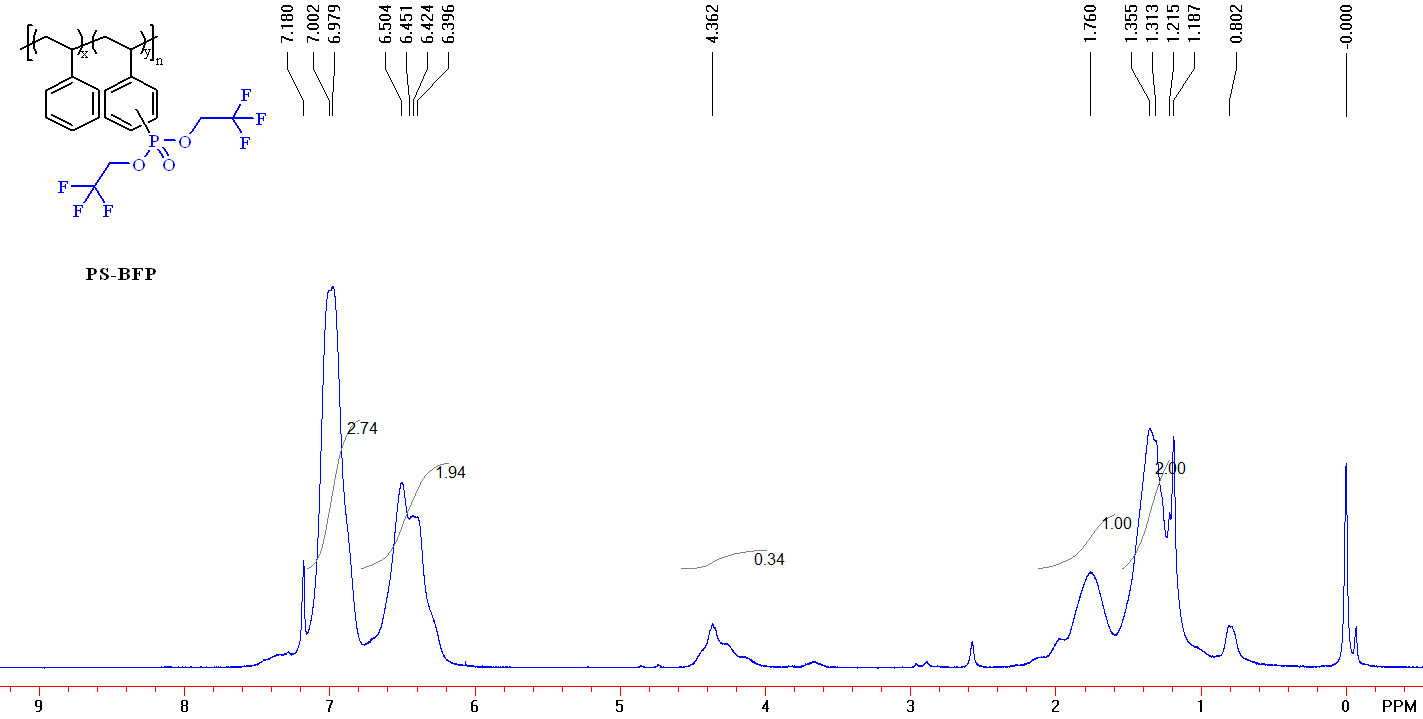 7.180 7.002 6.979 6.504 6.451 6.424 6.396 4.362 1.760 1.355 1.313 1.215 1.187 0.802 -0.000
x y n
F
F
F
P O
O O
F
F F
PS-BFP
2.74
1.94
2.00
1.00
0.34
9 8 7 6 5 4 3 2 1 0 PPM